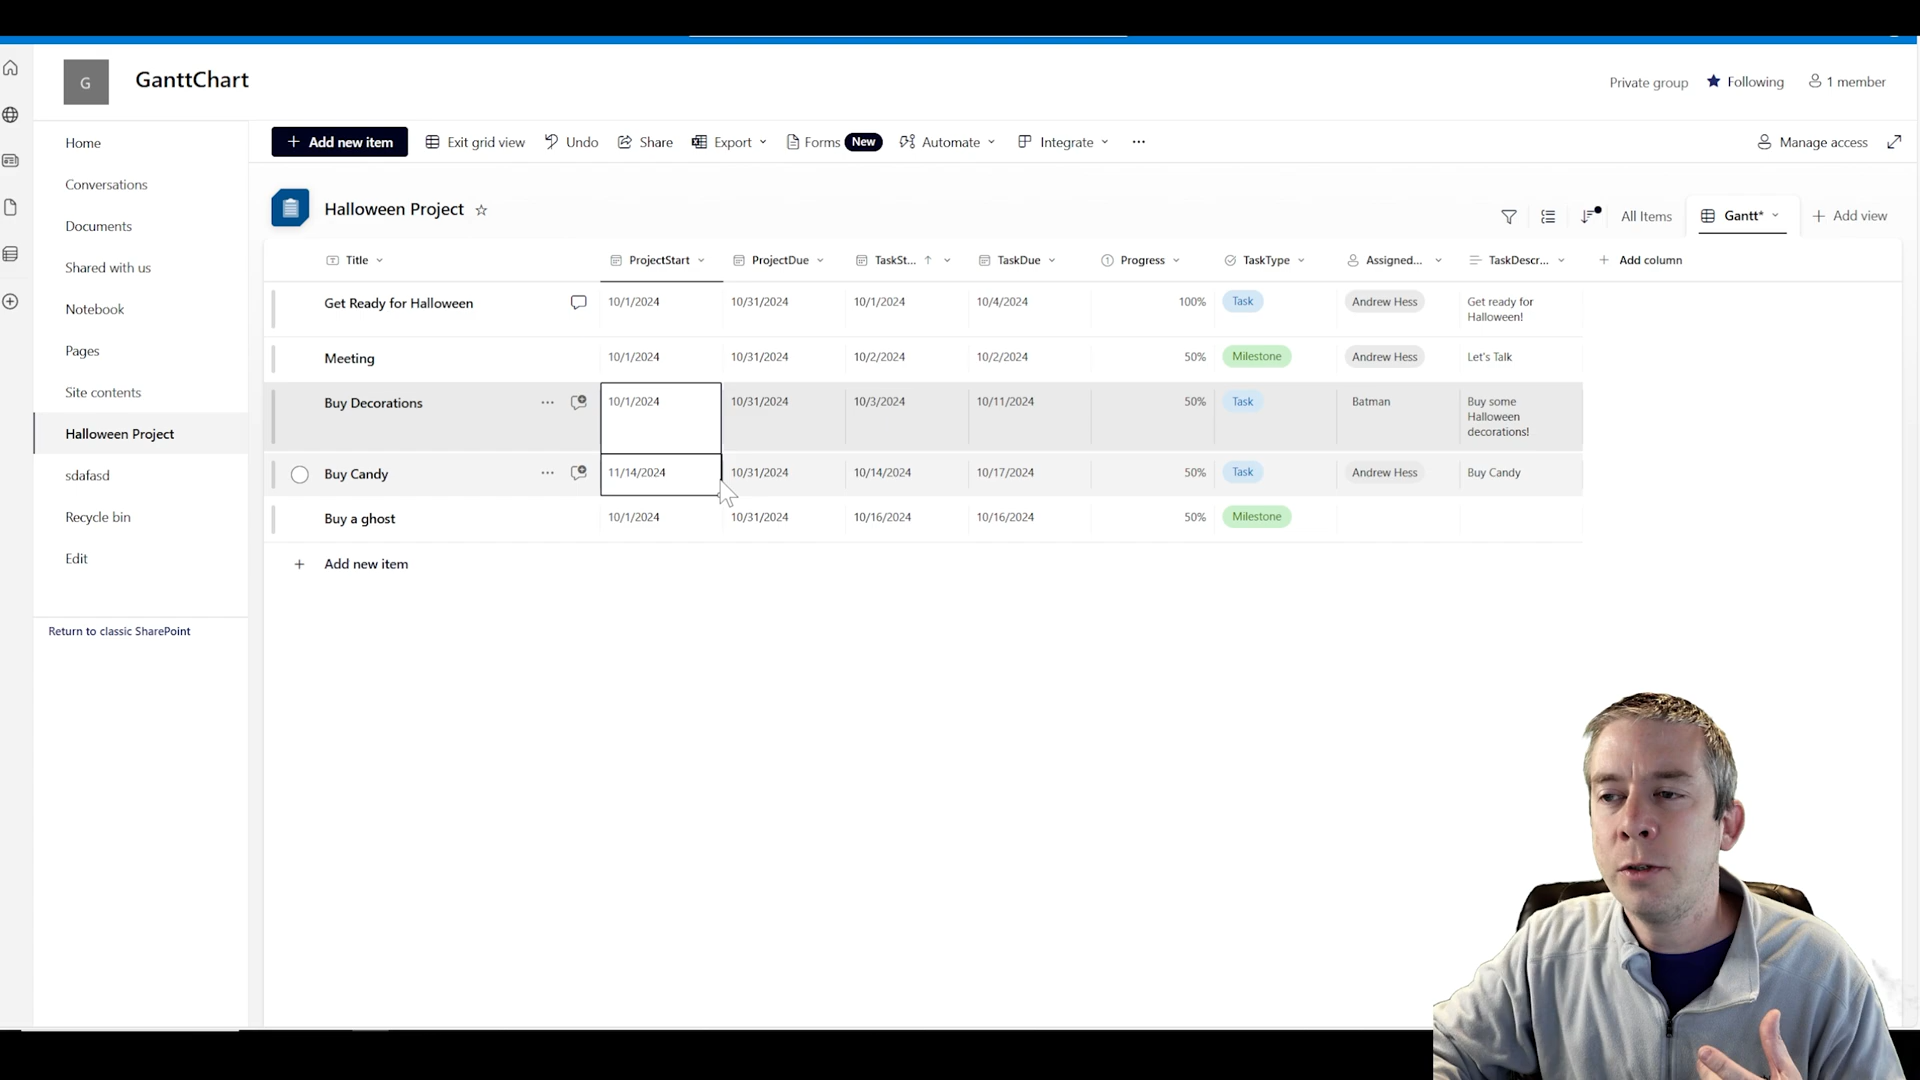 G
GanttChart
Private group
Following
1 member
Add new item
Exit grid view
Undo
Share
Export
Forms
New
Automate
Integrate
Manage access
Home
Conversations
Documents
Shared with us
Notebook
Pages
Site contents
Halloween Project
sdafasd
Recycle bin
Edit
Return to classic SharePoint
Halloween Project
All Items
Gantt*
Add view
Title
ProjectStart
ProjectDue
TaskSt...
TaskDue
Progress
TaskType
Assigned...
TaskDescr...
Add column
Get Ready for Halloween 10/1/2024 10/31/2024 10/1/2024 10/4/2024 100% Task Andrew Hess Get ready for
Halloween!
Meeting 10/1/2024 10/31/2024 10/2/2024 10/2/2024 50% Milestone Andrew Hess Let's Talk
Buy Decorations 10/1/2024 10/31/2024 10/3/2024 10/11/2024 50% Task Batman Buy some
Halloween
decorations!
Buy Candy 11/14/2024 10/31/2024 10/14/2024 10/17/2024 50% Task Andrew Hess Buy Candy
Buy a ghost 10/1/2024 10/31/2024 10/16/2024 10/16/2024 50% Milestone
Add new item